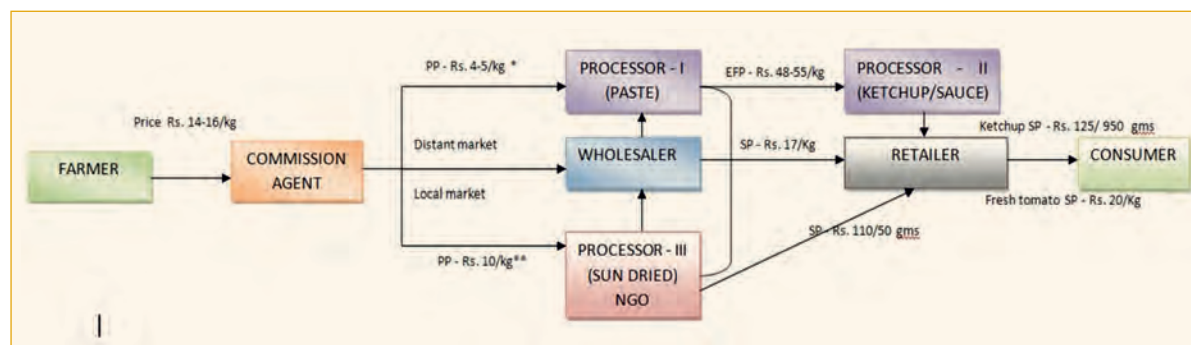 PP - Rs. 4-5/kg *
PROCESSOR - I
(PASTE)
EFP - Rs. 48-55/kg
PROCESSOR - II
(KETCHUP/SAUCE)
Price Rs. 14-16/kg
Ketchup SP - Rs. 125/ 950 gms
FARMER
COMMISSION
AGENT
Distant market
Local market
WHOLESALER
SP - Rs. 17/Kg
RETAILER
CONSUMER
Fresh tomato SP - Rs. 20/Kg
SP - Rs. 110/50 gms
PP - Rs. 10/kg**
PROCESSOR - III
(SUN DRIED)
NGO